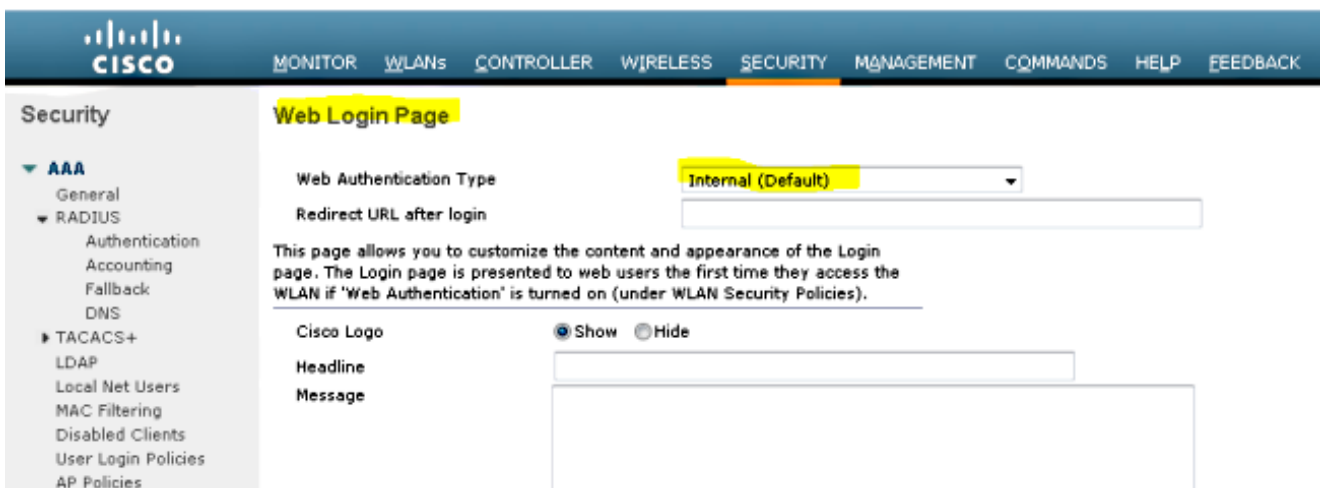 CISCO
MONITOR WLANs CONTROLLER WIRELESS SECURITY MANAGEMENT COMMANDS HELP FEEDBACK
Security
AAA
General
RADIUS
Authentication
Accounting
Fallback
DNS
TACACS+
LDAP
Local Net Users
MAC Filtering
Disabled Clients
User Login Policies
AP Policies
Web Login Page
Web Authentication Type Internal (Default)
Redirect URL after login
This page allows you to customize the content and appearance of the Login
page. The Login page is presented to web users the first time they access the
WLAN if 'Web Authentication' is turned on (under WLAN Security Policies).
Cisco Logo Show Hide
Headline
Message